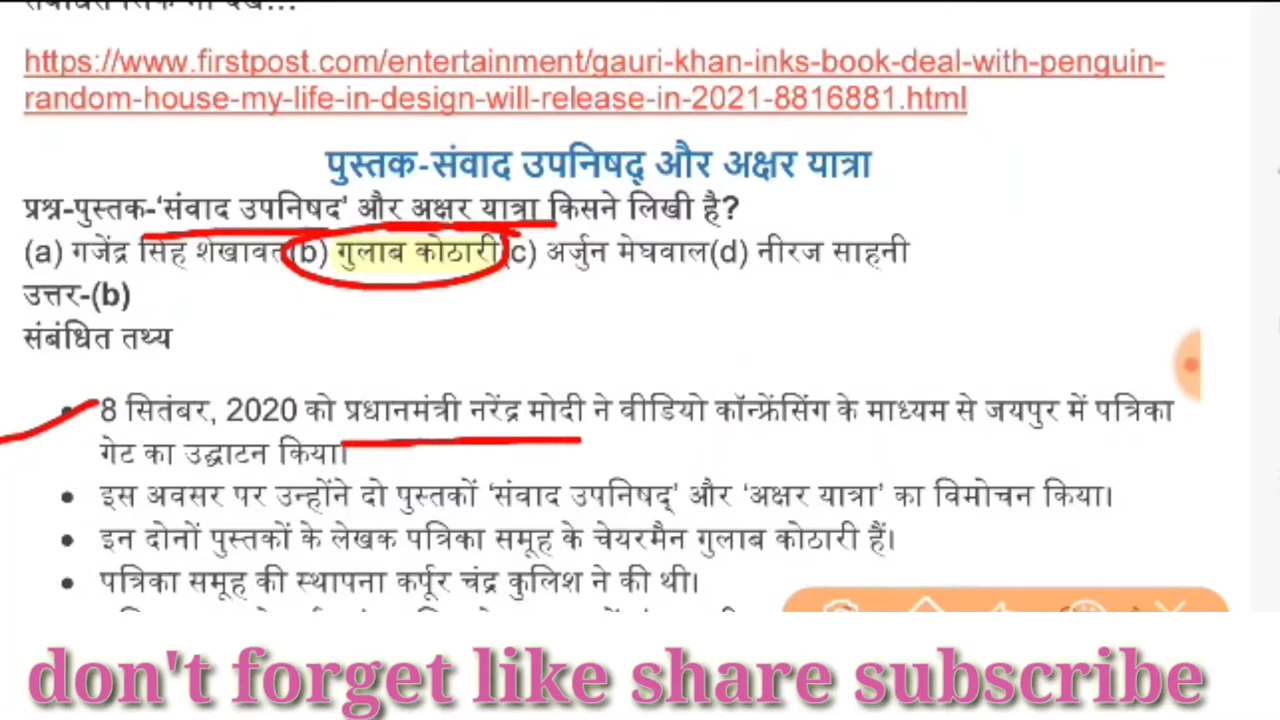 https://www.firstpost.com/entertainment/gauri-khan-inks-book-deal-with-penguin-
random-house-my-life-in-design-will-release-in-2021-8816881.html
पुस्तक-संवाद उपनिषद् और अक्षर यात्रा
प्रश्न-पुस्तक-‘संवाद उपनिषद’ और अक्षर यात्रा किसने लिखी है?
(a) गजेंद्र सिंह शेखावत(b) गुलाब कोठारी(c) अर्जुन मेघवाल(d) नीरज साहनी
उत्तर-(b)
संबंधित तथ्य
• 8 सितंबर, 2020 को प्रधानमंत्री नरेंद्र मोदी ने वीडियो कॉन्फ्रेंसिंग के माध्यम से जयपुर में पत्रिका
गेट का उद्घाटन किया।
• इस अवसर पर उन्होंने दो पुस्तकों ‘संवाद उपनिषद्’ और ‘अक्षर यात्रा’ का विमोचन किया।
• इन दोनों पुस्तकों के लेखक पत्रिका समूह के चेयरमैन गुलाब कोठारी हैं।
• पत्रिका समूह की स्थापना कर्पूर चंद्र कुलिश ने की थी।
don't forget like share subscribe